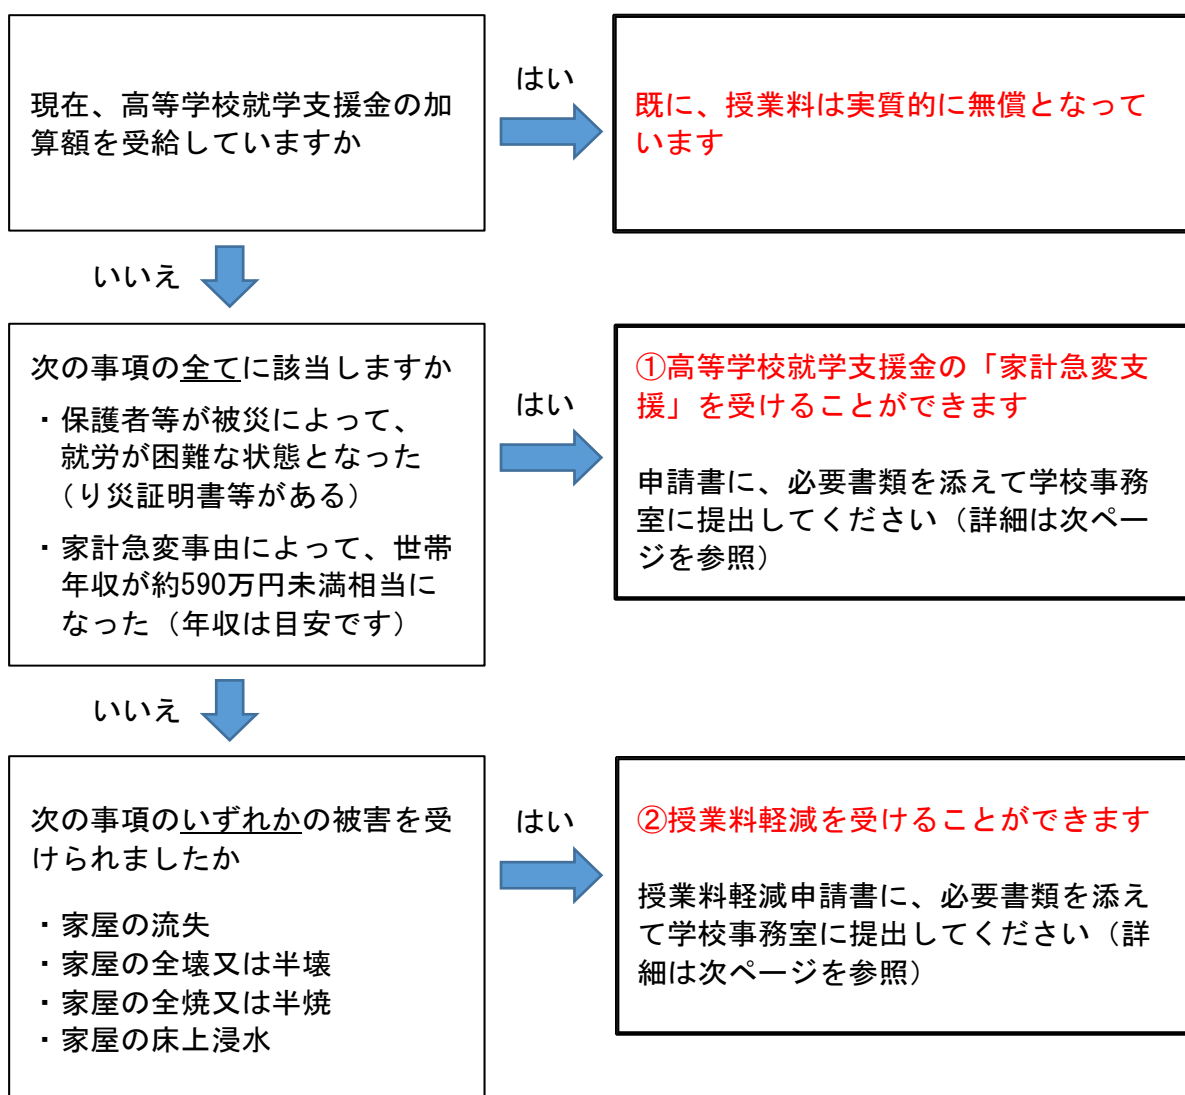 現在、高等学校就学支援金の加
算額を受給していますか
はい
既に、授業料は実質的に無償となって
います
いいえ
次の事項の全てに該当しますか
・保護者等が被災によって、
就労が困難な状態となった
（り災証明書等がある）
・家計急変事由によって、世帯
年収が約590万円未満相当に
なった（年収は目安です）
はい
①高等学校就学支援金の「家計急変支
援」を受けることができます
申請書に、必要書類を添えて学校事務
室に提出してください（詳細は次ペー
ジを参照）
いいえ
次の事項のいずれかの被害を受
けられましたか
・家屋の流失
・家屋の全壊又は半壊
・家屋の全焼又は半焼
・家屋の床上浸水
はい
②授業料軽減を受けることができます
授業料軽減申請書に、必要書類を添え
て学校事務室に提出してください（詳
細は次ページを参照）